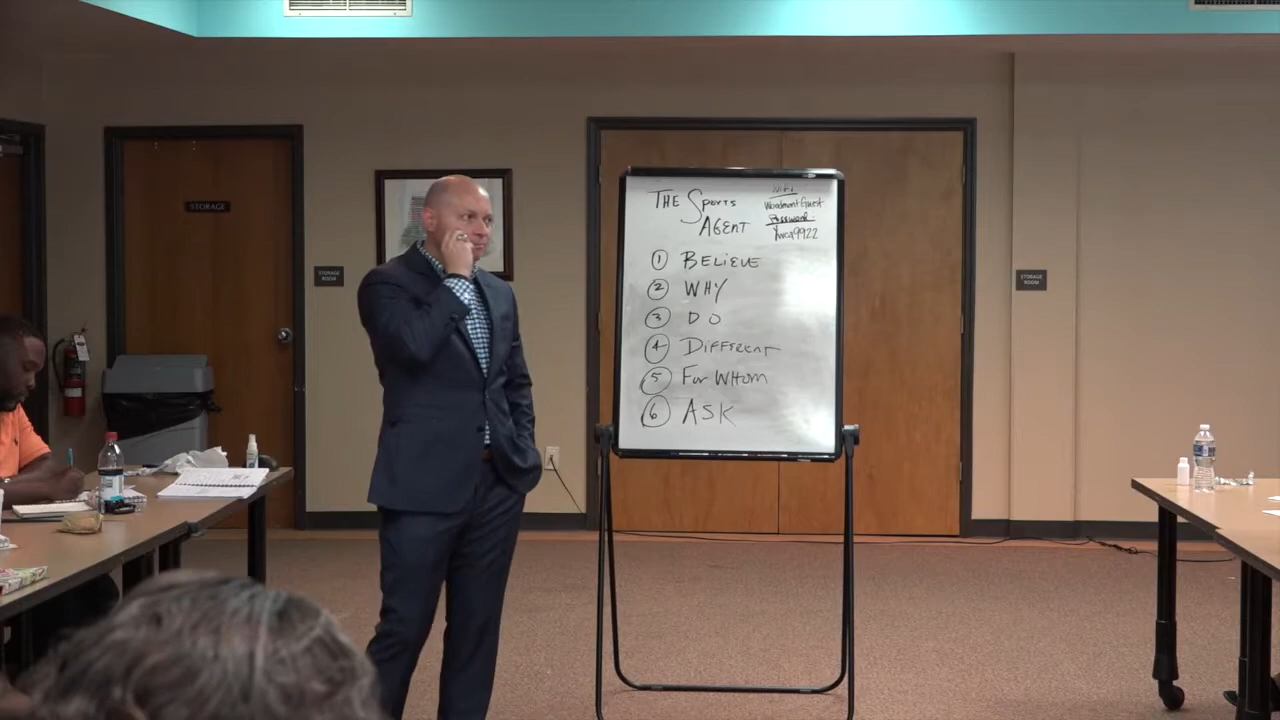 STORAGE
STORAGE
ROOM
THE Sports
AGENT
WiFi
Woodmont Guest
Password:
Ywca9922
① BELIEVE
② WHY
③ DO
④ Different
⑤ For Whom
⑥ ASK
STORAGE
ROOM